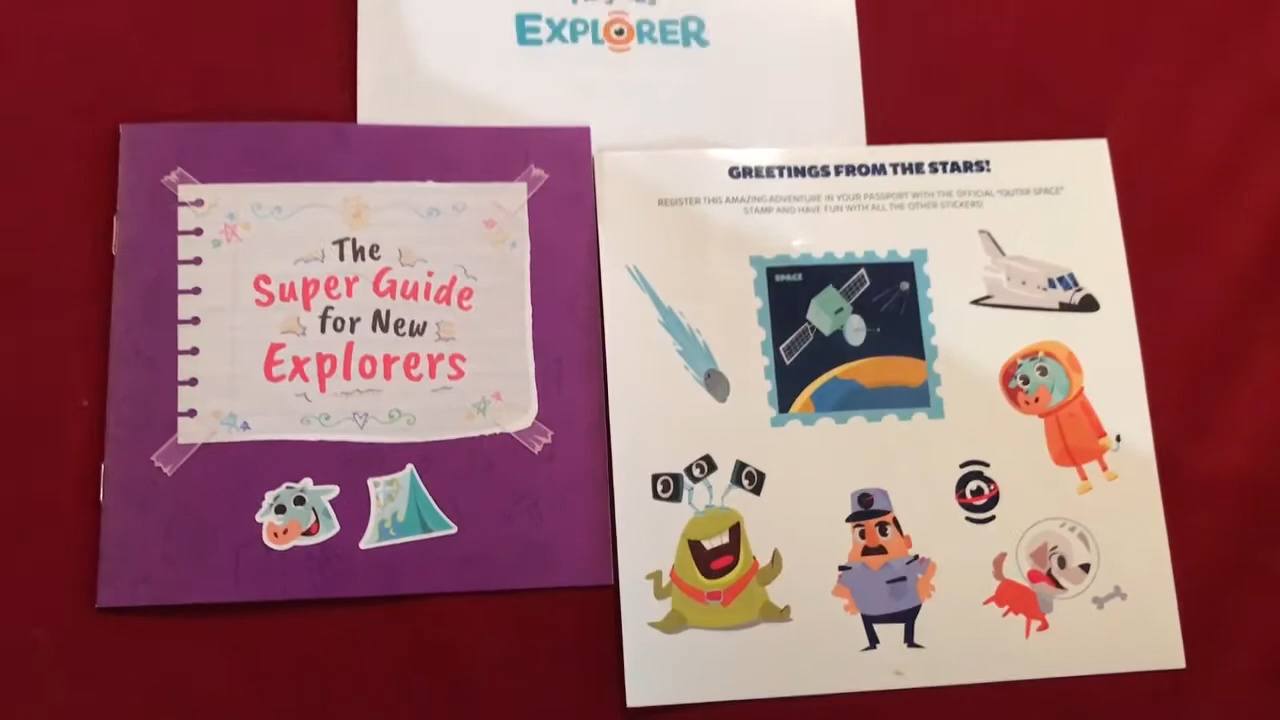 EXPLORER
The
Super Guide
for New
Explorers
GREETINGS FROM THE STARS!
REGISTER THIS AMAZING ADVENTURE IN YOUR PASSPORT WITH THE OFFICIAL "OUTER SPACE"
STAMP AND HAVE FUN WITH ALL THE OTHER STICKERS!
SPACE